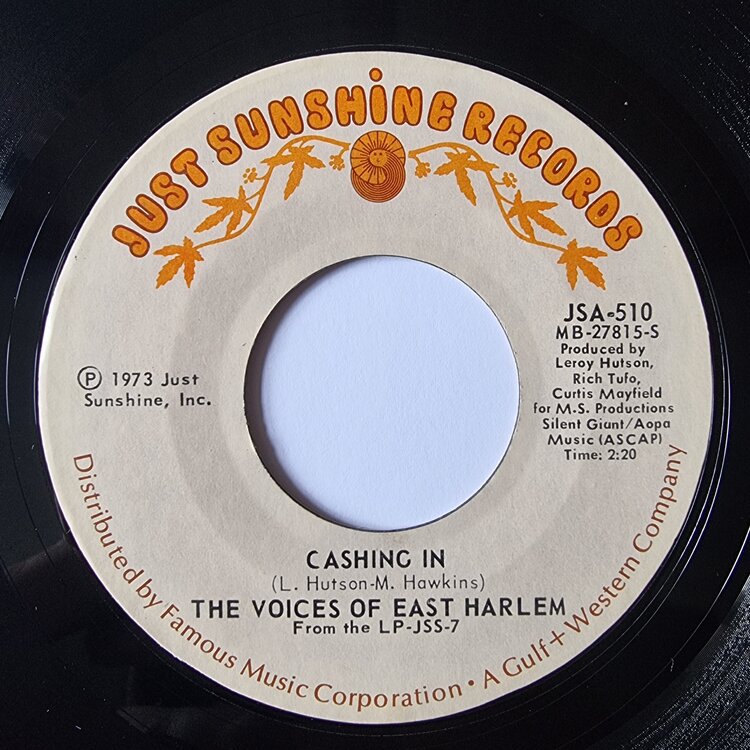 JUST SUNSHINE RECORDS
JSA-510
MB-27815-S
Produced by
Leroy Hutson,
Rich Tufo,
Curtis Mayfield
for M.S. Productions
Silent Giant/Aopa
Music (ASCAP)
Time: 2:20
Ⓟ 1973 Just
Sunshine, Inc.
CASHING IN
(L. Hutson-M. Hawkins)
THE VOICES OF EAST HARLEM
From the LP-JSS-7
Distributed by Famous Music Corporation • A Gulf+Western Company